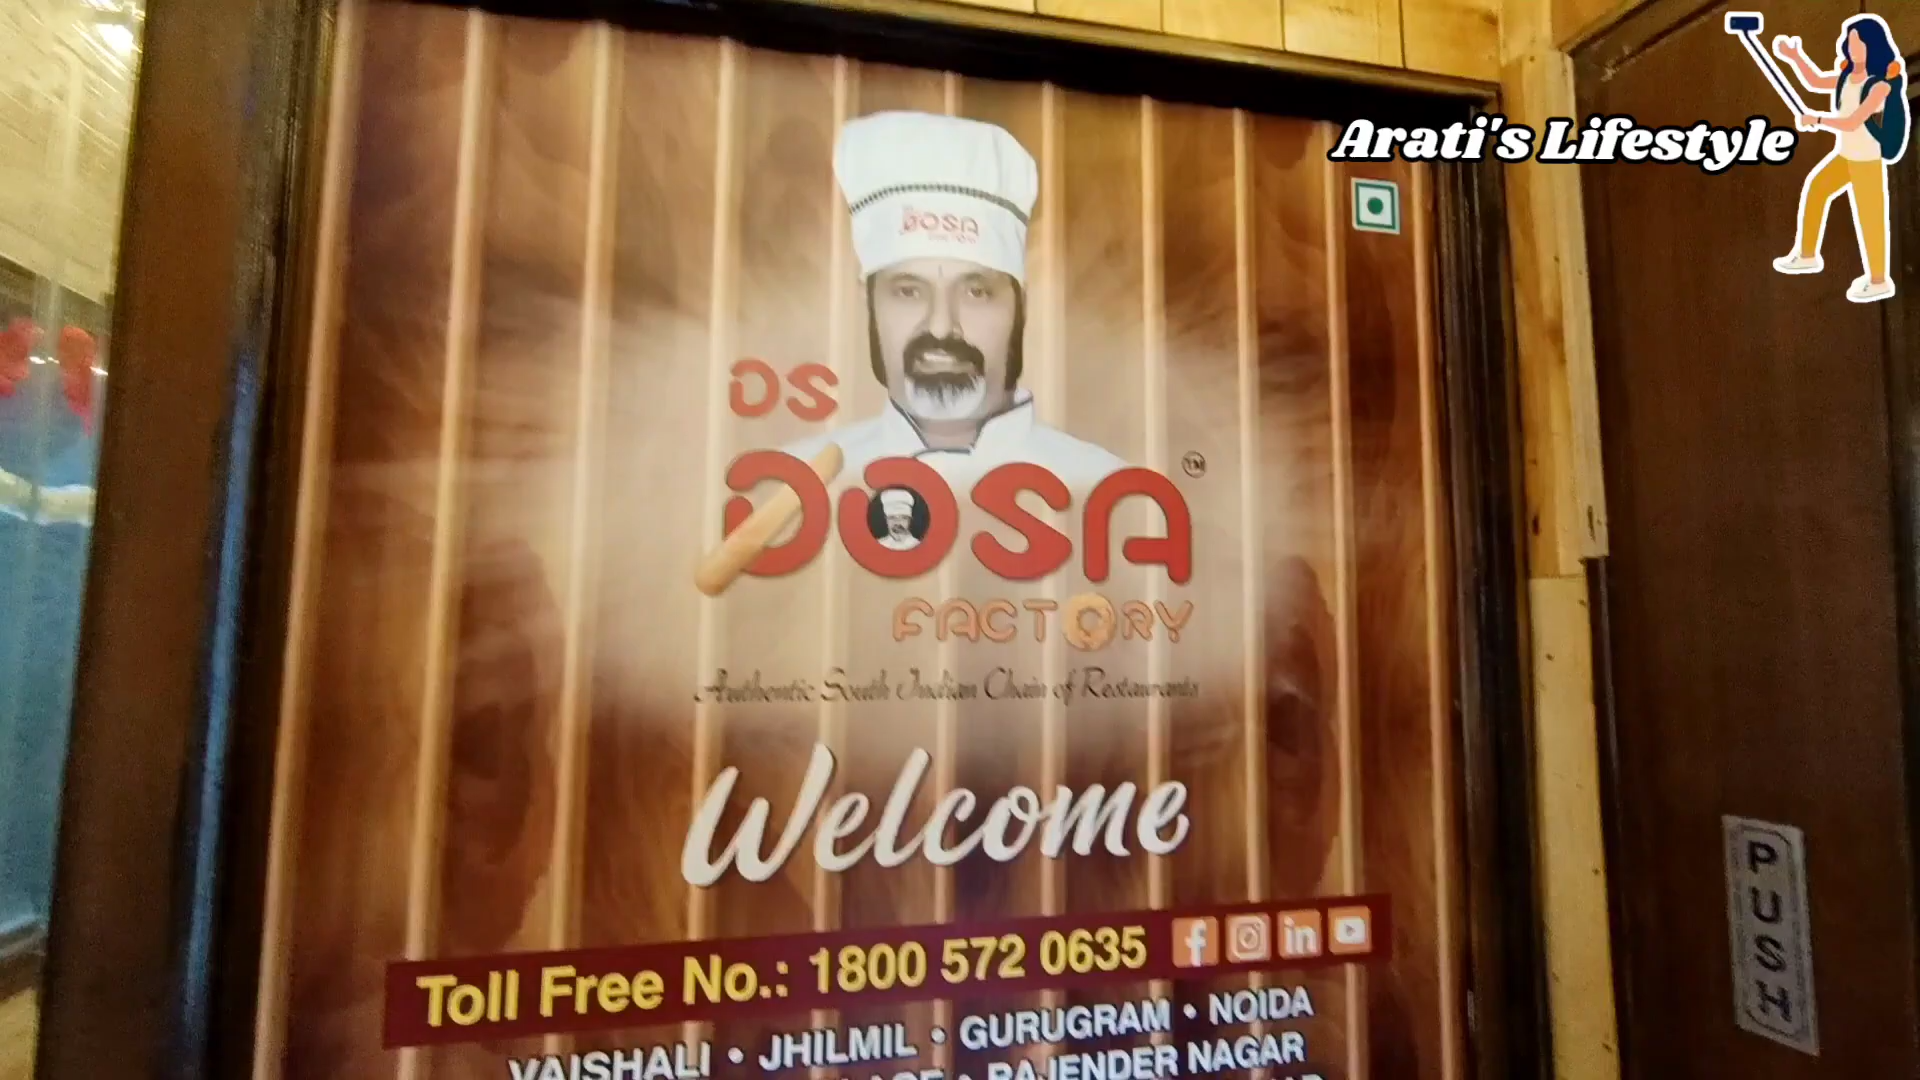 Arati's Lifestyle
DOSA
DS
DOSA™
FACTORY
Authentic South Indian Chain of Restaurants
Welcome
Toll Free No.: 1800 572 0635
VAISHALI • JHILMIL • GURUGRAM • NOIDA
• RAJENDER NAGAR
PUSH